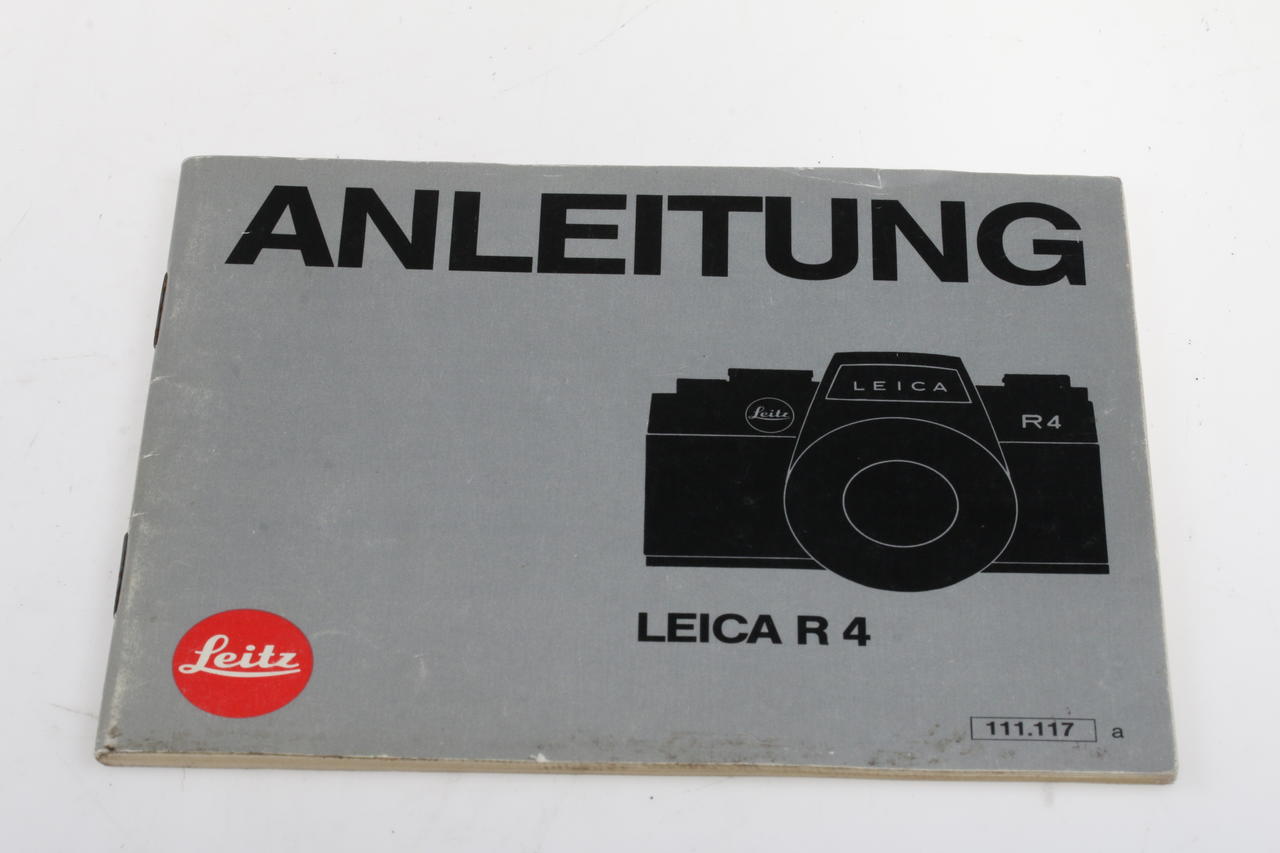 ANLEITUNG
LEICA
Leitz
R4
LEICA R 4
Leitz
111.117 a